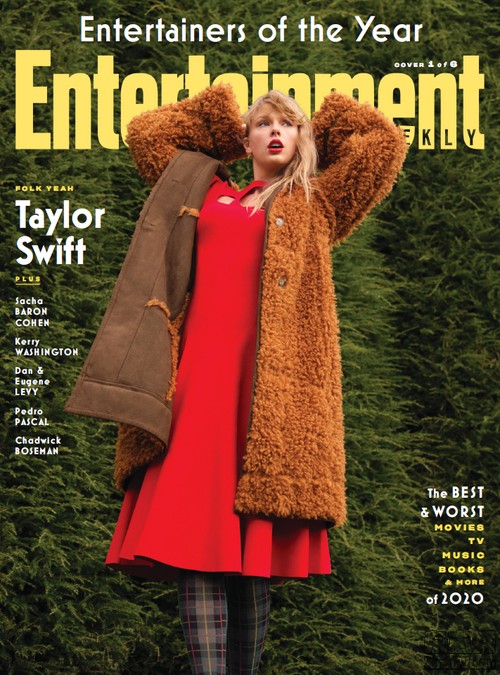 Entertainers of the Year
COVER 1 of 6
Entertainment
EKLY
FOLK YEAH
Taylor
Swift
PLUS
Sacha
BARON
COHEN
Kerry
WASHINGTON
Dan &
Eugene
LEVY
Pedro
PASCAL
Chadwick
BOSEMAN
The BEST
& WORST
MOVIES
TV
MUSIC
BOOKS
& MORE
of 2020